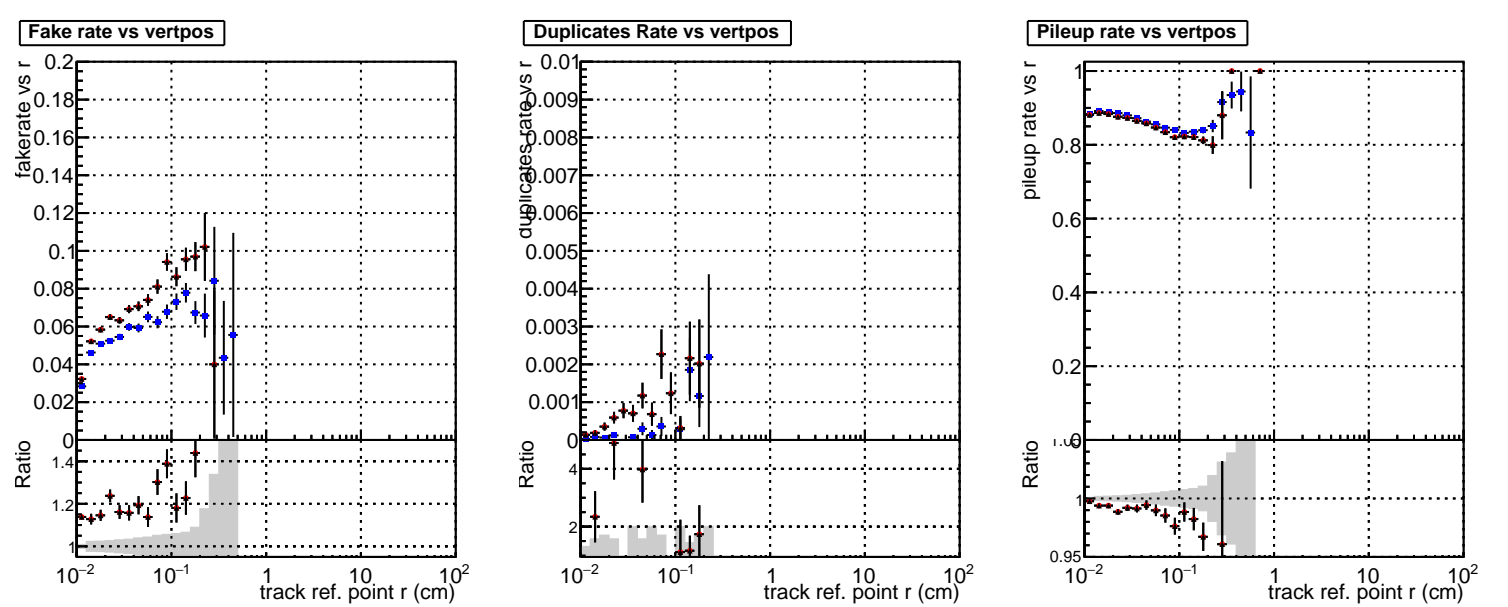 Fake rate vs vertpos
fakerate vs r
0.2
0.18
0.16
0.14
0.12
0.1
0.08
0.06
0.04
0.02
0
Ratio
1.4
1.2
1
10−2 10−1 1 10 102
track ref. point r (cm)
Duplicates Rate vs vertpos
duplicates rate vs r
0.01
0.009
0.008
0.007
0.006
0.005
0.004
0.003
0.002
0.001
0
Ratio
4
2
10−2 10−1 1 10 102
track ref. point r (cm)
Pileup rate vs vertpos
pileup rate vs r
1
0.8
0.6
0.4
0.2
0
Ratio
1
0.95
10−2 10−1 1 10 102
track ref. point r (cm)